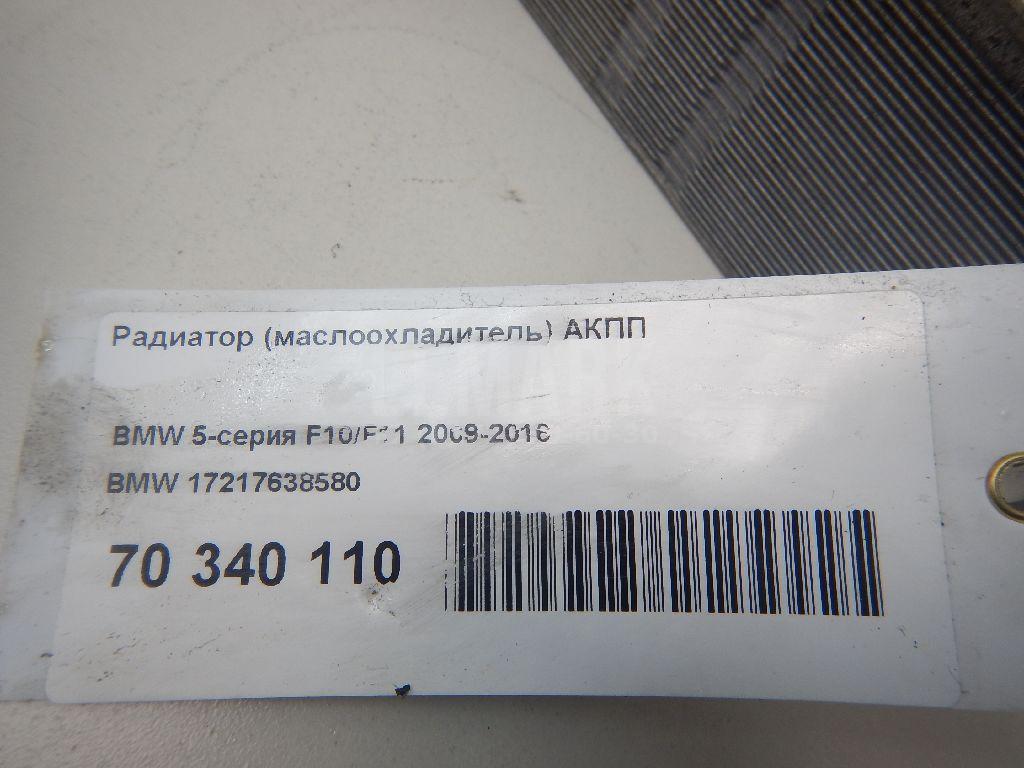 Радиатор (маслоохладитель) АКПП
BMW 5-серия F10/F11 2009-2016
BMW 17217638580
70 340 110